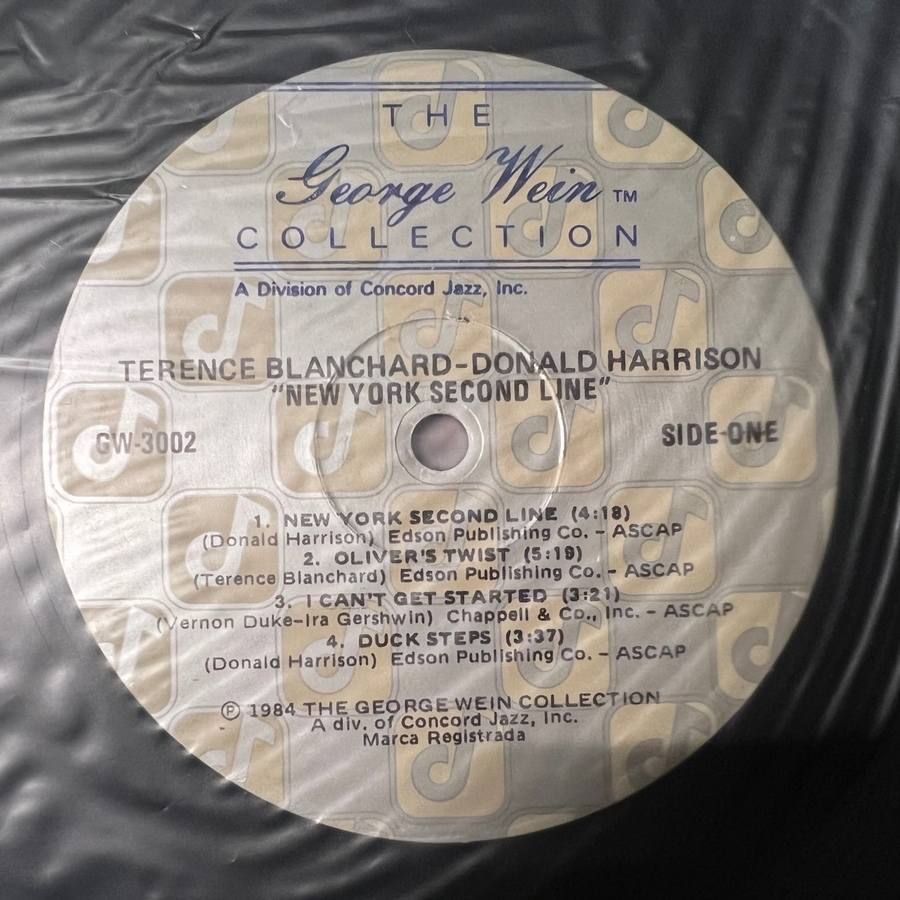 THE
George Wein TM
COLLECTION
A Division of Concord Jazz, Inc.
TERENCE BLANCHARD-DONALD HARRISON
"NEW YORK SECOND LINE"
GW-3002
SIDE-ONE
1. NEW YORK SECOND LINE (4:18)
(Donald Harrison) Edson Publishing Co. - ASCAP
2. OLIVER'S TWIST (5:19)
(Terence Blanchard) Edson Publishing Co. - ASCAP
3. I CAN'T GET STARTED (3:21)
(Vernon Duke-Ira Gershwin) Chappell & Co., Inc. - ASCAP
4. DUCK STEPS (3:37)
(Donald Harrison) Edson Publishing Co. - ASCAP
℗ 1984 THE GEORGE WEIN COLLECTION
A div. of Concord Jazz, Inc.
Marca Registrada